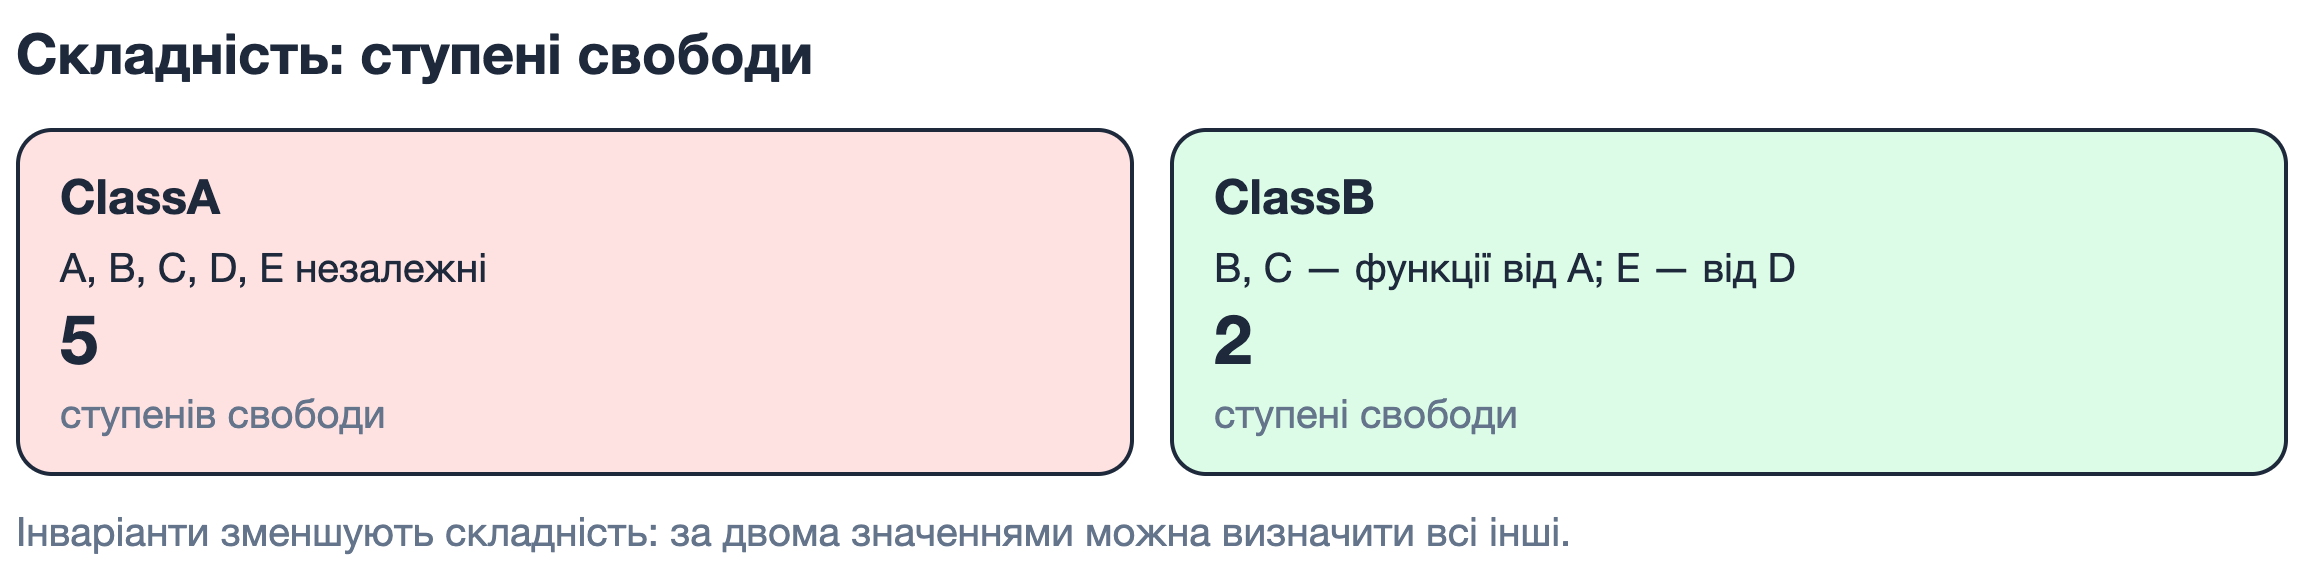 Складність: ступені свободи
ClassA
A, B, C, D, E незалежні
5
ступенів свободи
ClassB
B, C — функції від A; E — від D
2
ступені свободи
Інваріанти зменшують складність: за двома значеннями можна визначити всі інші.